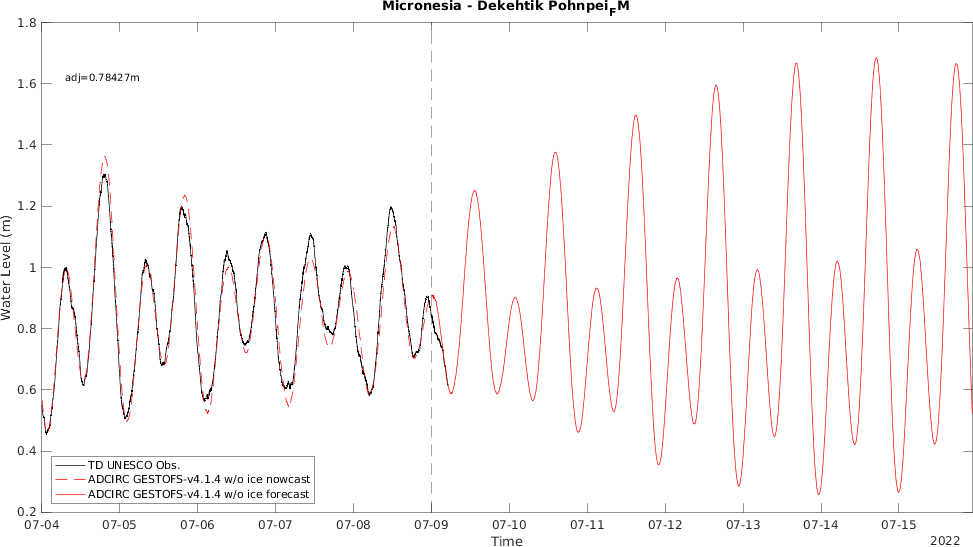 Micronesia - Dekehtik Pohnpei_FM
adj=0.78427m
Water Level (m)
1.8
1.6
1.4
1.2
1
0.8
0.6
0.4
0.2
TD UNESCO Obs.
ADCIRC GESTOFS-v4.1.4 w/o ice nowcast
ADCIRC GESTOFS-v4.1.4 w/o ice forecast
07-04 07-05 07-06 07-07 07-08 07-09 07-10 07-11 07-12 07-13 07-14 07-15
Time
2022